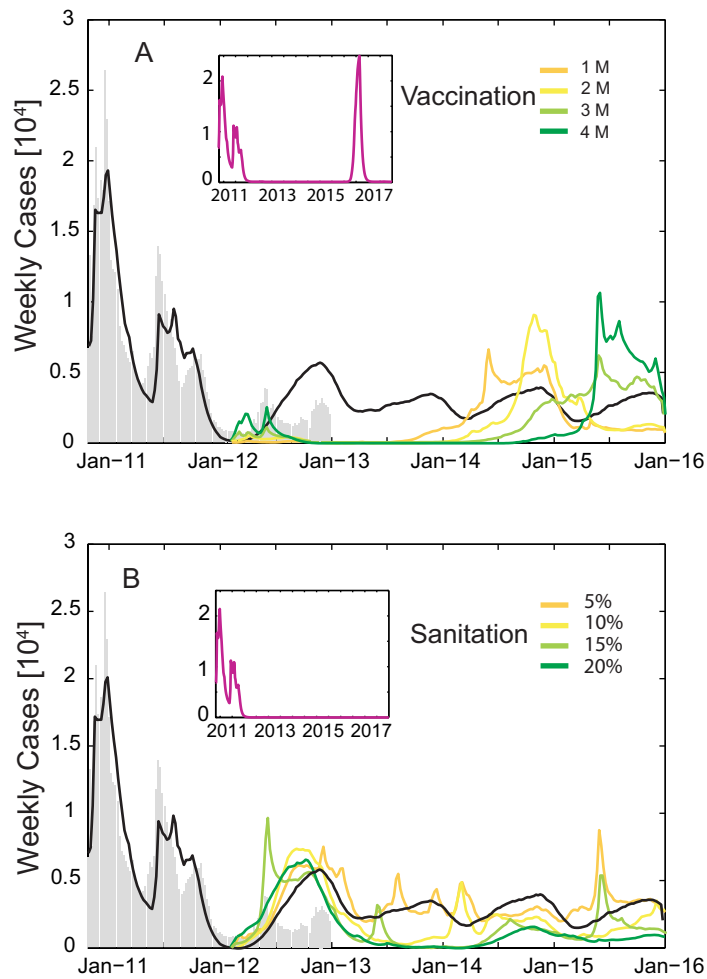 A
Vaccination
1 M
2 M
3 M
4 M
Weekly Cases [10⁴]
3
2.5
2
1.5
1
0.5
0
Jan-11 Jan-12 Jan-13 Jan-14 Jan-15 Jan-16
2
1
0
2011 2013 2015 2017
B
Sanitation
5%
10%
15%
20%
Weekly Cases [10⁴]
3
2.5
2
1.5
1
0.5
0
Jan-11 Jan-12 Jan-13 Jan-14 Jan-15 Jan-16
2
1
0
2011 2013 2015 2017